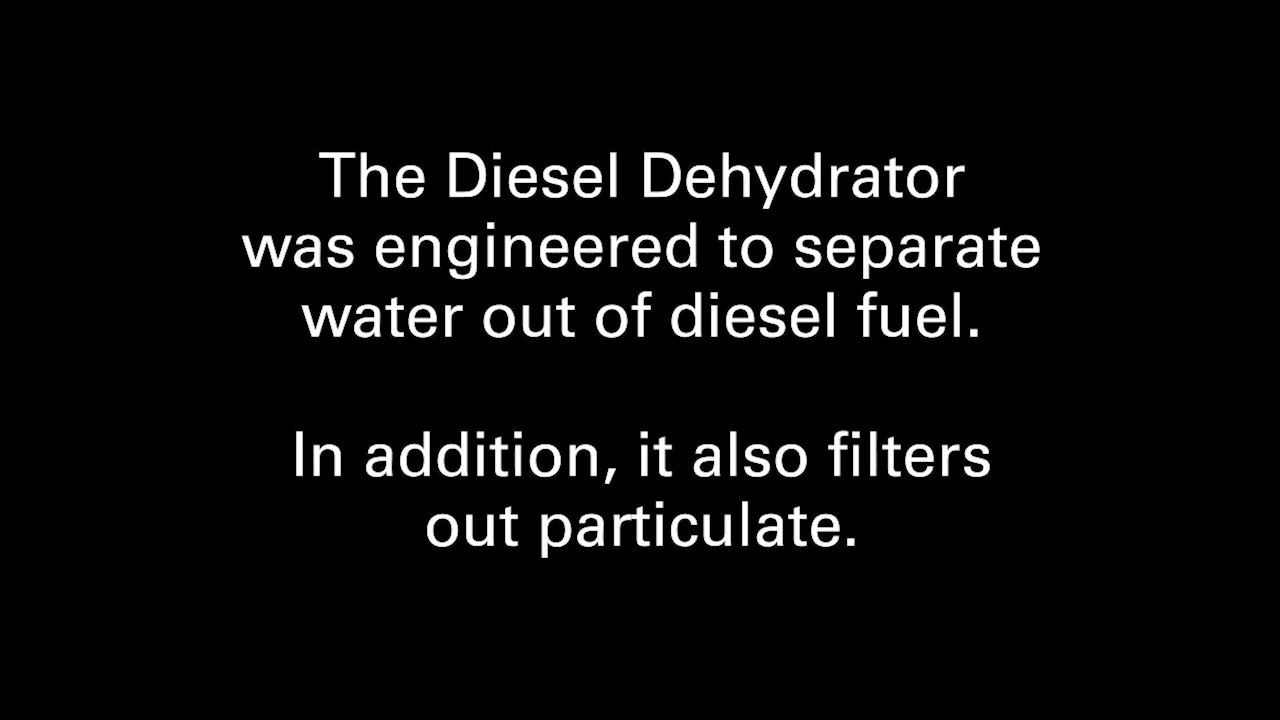 The Diesel Dehydrator
was engineered to separate
water out of diesel fuel.
In addition, it also filters
out particulate.